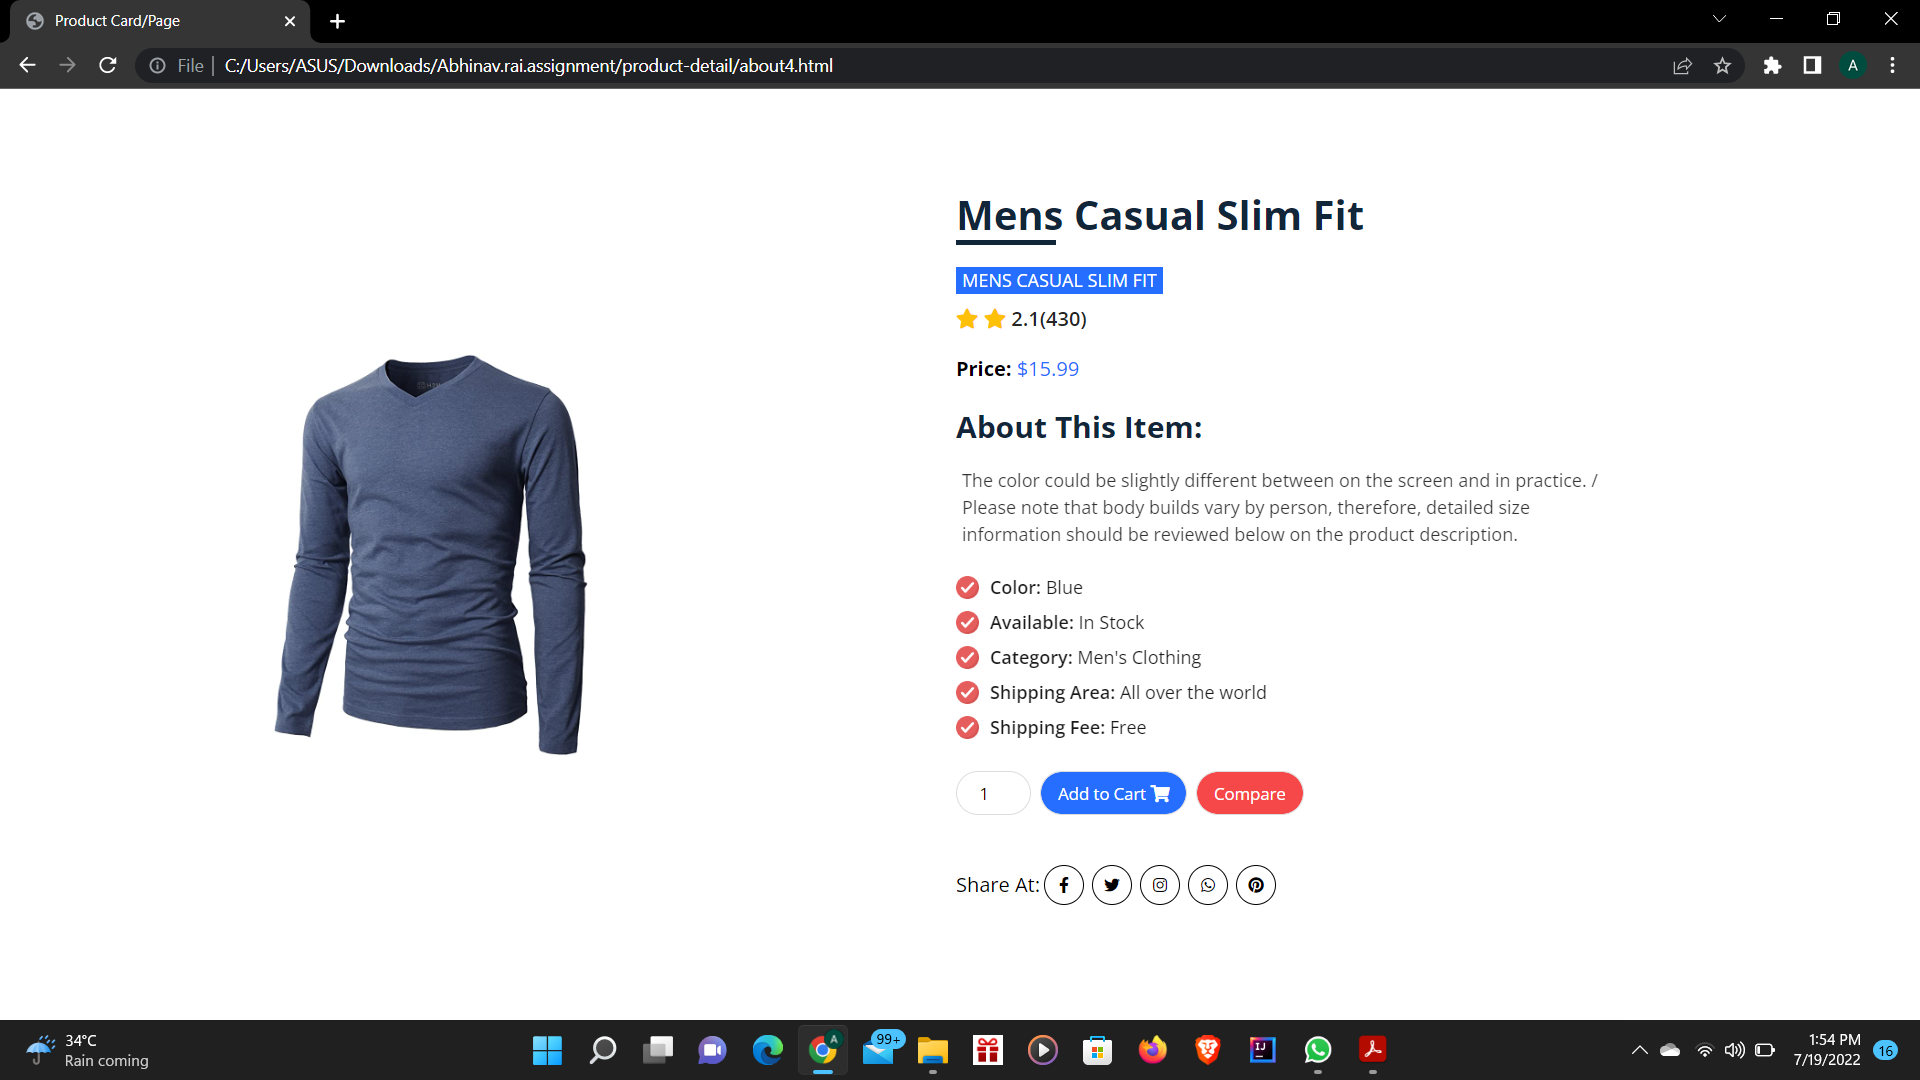 Product Card/Page
File
C:/Users/ASUS/Downloads/Abhinav.rai.assignment/product-detail/about4.html
A
Mens Casual Slim Fit
MENS CASUAL SLIM FIT
2.1(430)
Price: $15.99
About This Item:
The color could be slightly different between on the screen and in practice. /
Please note that body builds vary by person, therefore, detailed size
information should be reviewed below on the product description.
Color: Blue
Available: In Stock
Category: Men's Clothing
Shipping Area: All over the world
Shipping Fee: Free
1
Add to Cart
Compare
Share At:
34°C
Rain coming
A
99+
IJ
1:54 PM
7/19/2022
16